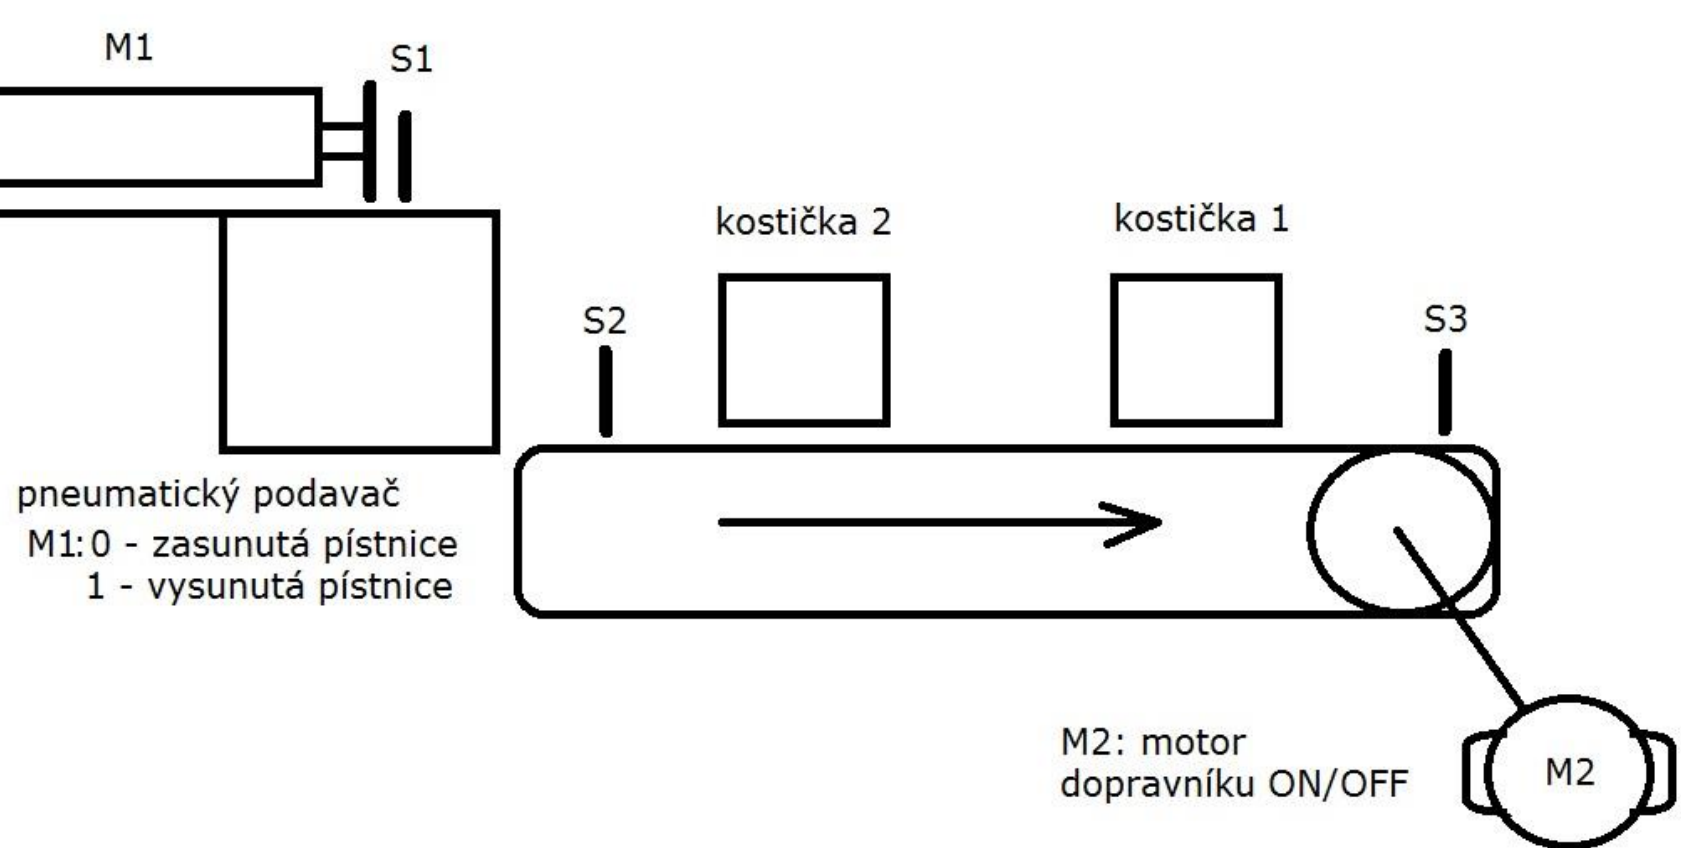 M1
S1
kostička 2
kostička 1
S2
S3
pneumatický podavač
M1: 0 - zasunutá pístnice
1 - vysunutá pístnice
M2: motor
dopravníku ON/OFF
M2